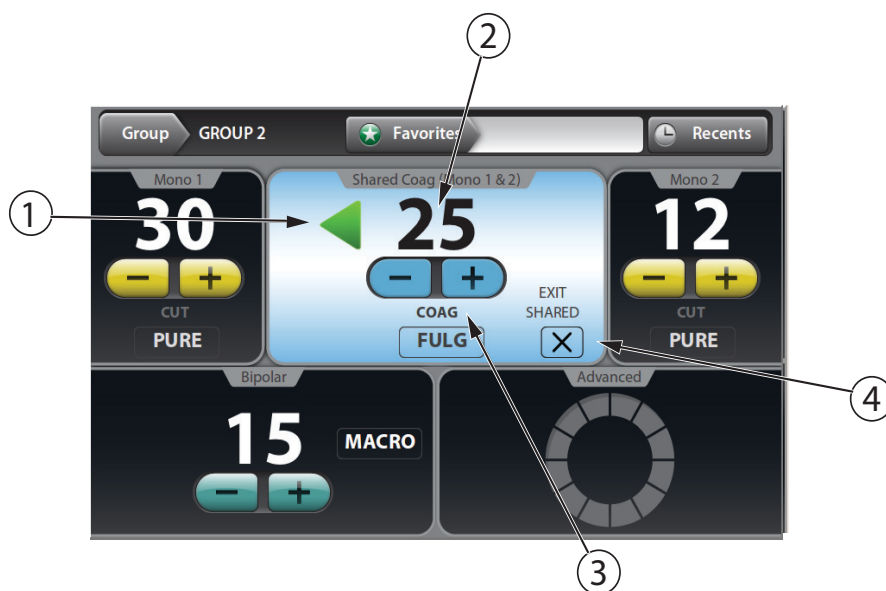 2
Group GROUP 2 Favorites Recents
Mono 1 Shared Coag (Mono 1 & 2) Mono 2
1
30 25 12
− + − + − +
EXIT
CUT COAG SHARED CUT
PURE FULG X PURE
Bipolar Advanced
4
15 MACRO
− +
3